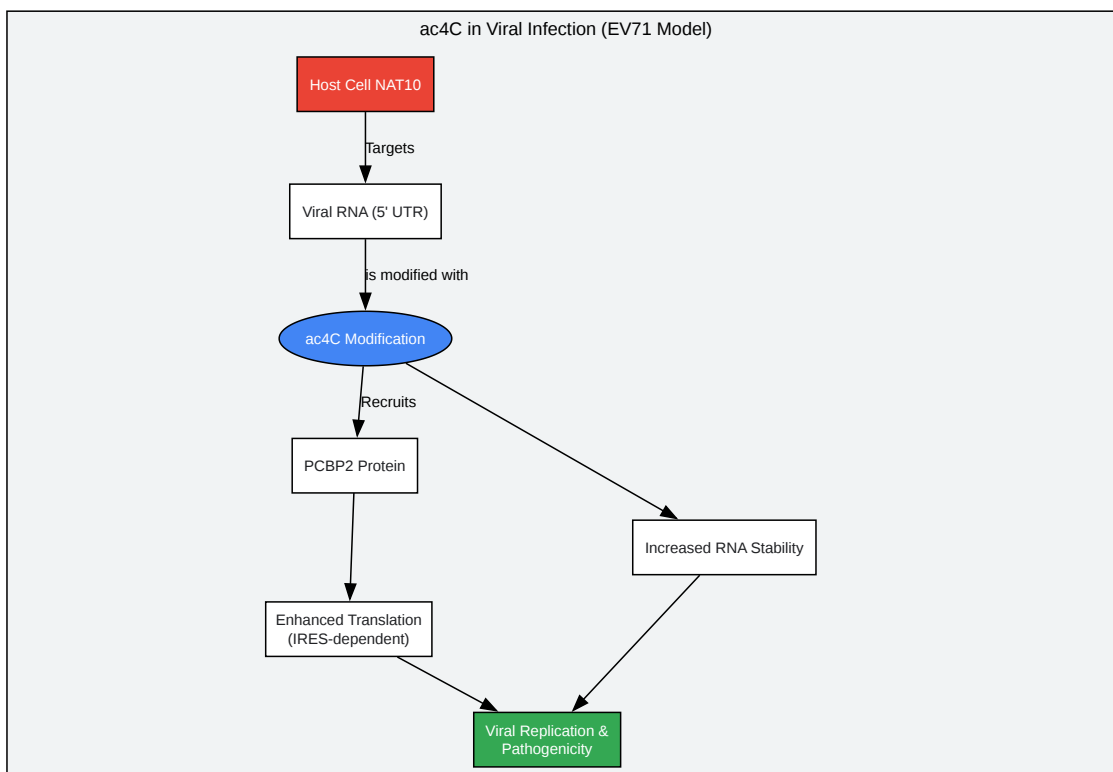 ac4C in Viral Infection (EV71 Model)
Host Cell NAT10
Targets
Viral RNA (5' UTR)
is modified with
ac4C Modification
Recruits
PCBP2 Protein
Increased RNA Stability
Enhanced Translation
(IRES-dependent)
Viral Replication &
Pathogenicity